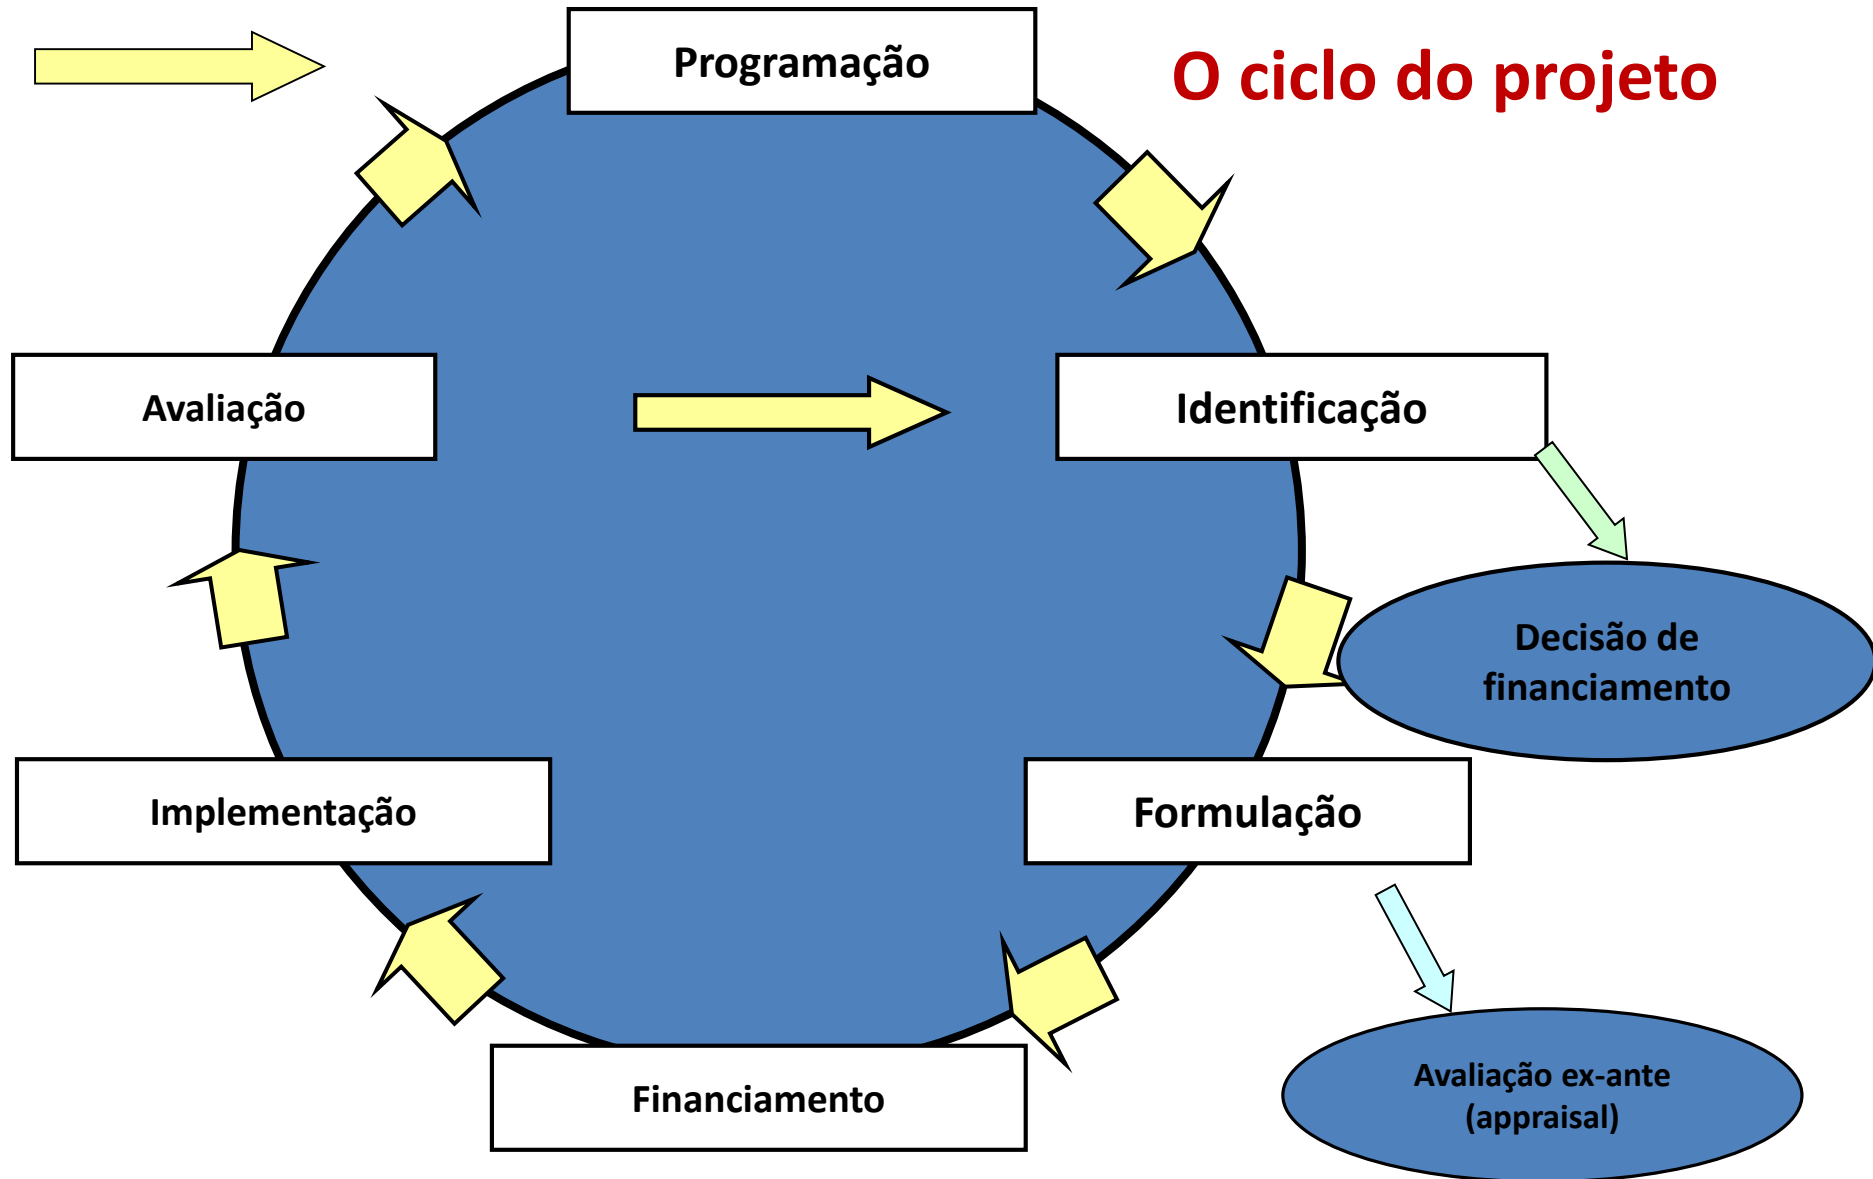 Programação
O ciclo do projeto
Avaliação
Identificação
Decisão de
financiamento
Implementação
Formulação
Financiamento
Avaliação ex-ante
(appraisal)